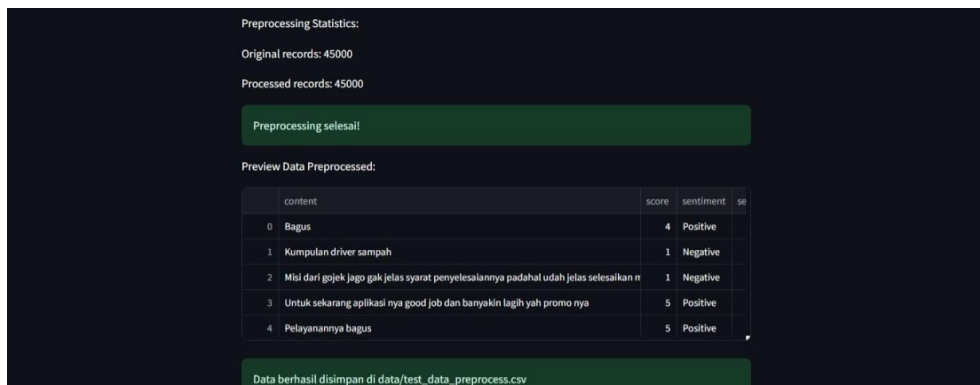 Preprocessing Statistics:
Original records: 45000
Processed records: 45000
Preprocessing selesai!
Preview Data Preprocessed:
content score sentiment se
0 Bagus 4 Positive
1 Kumpulan driver sampah 1 Negative
2 Misi dari gojek jago gak jelas syarat penyelesaiannya padahal udah jelas selesaikan 1 Negative
3 Untuk sekarang aplikasi nya good job dan banyakin lagih yah promo nya 5 Positive
4 Pelayanannya bagus 5 Positive
Data berhasil disimpan di data/test_data_preprocess.csv